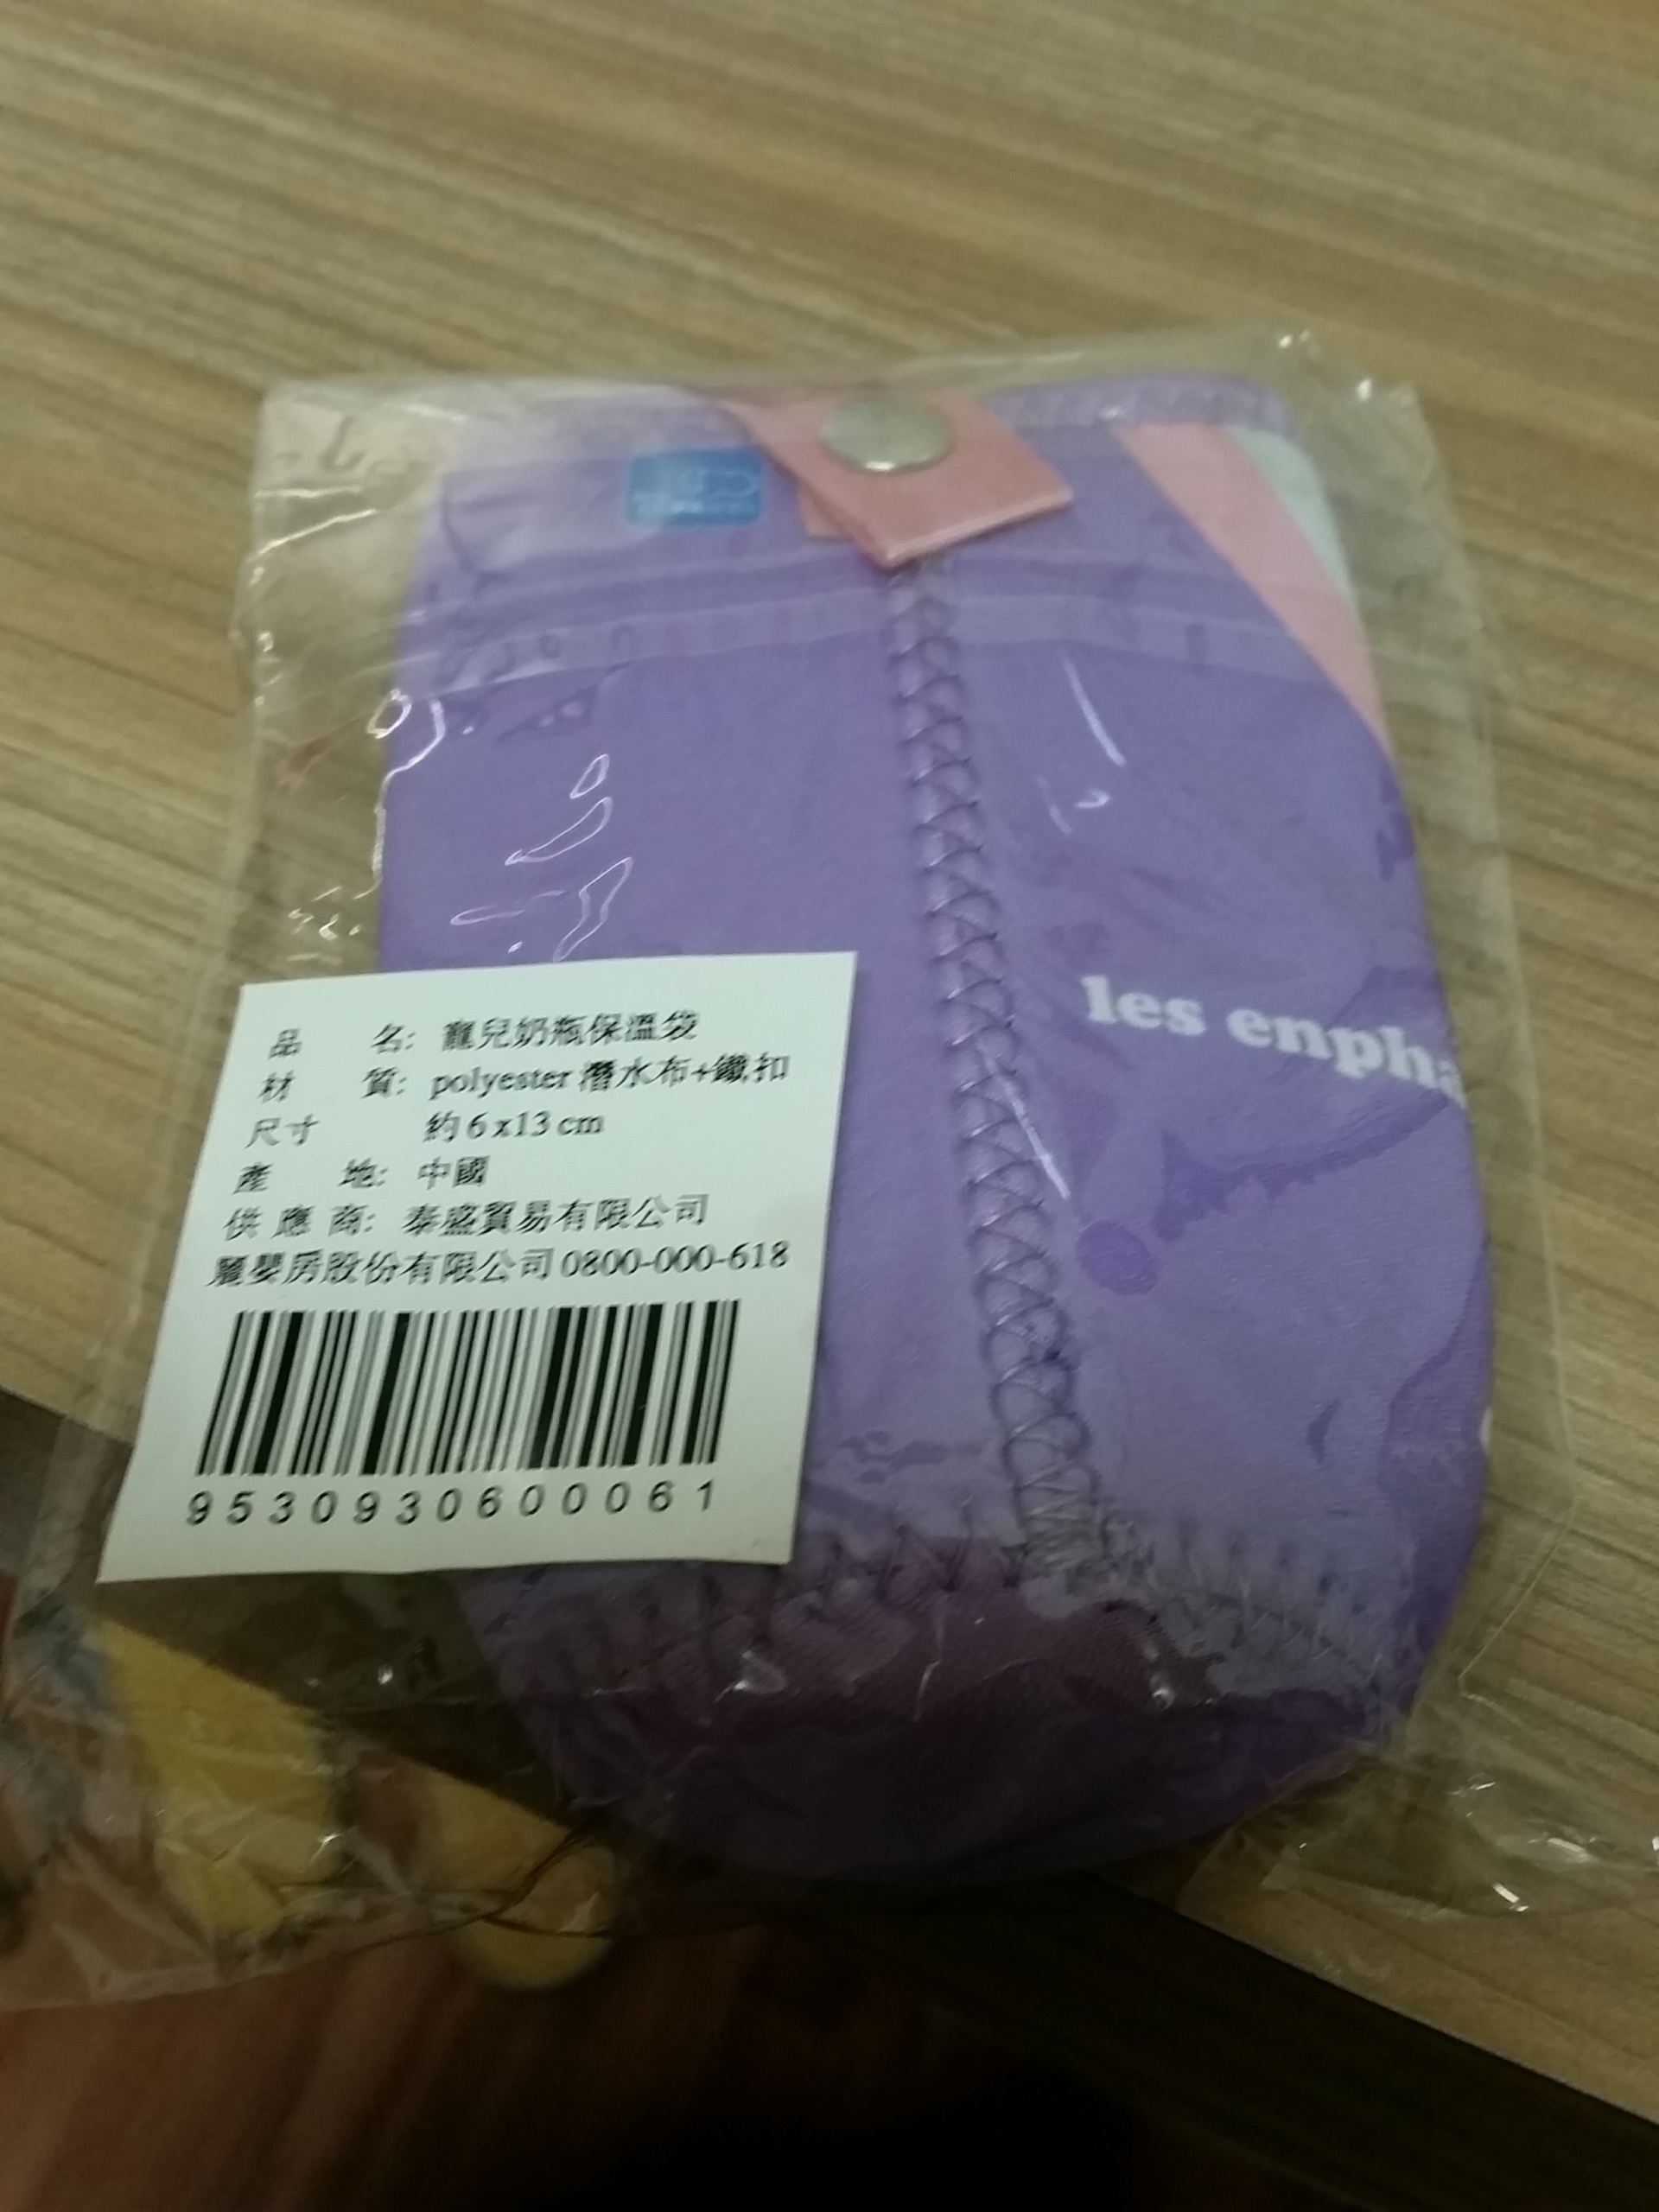 les enpha
品 名: 寵兒奶瓶保溫袋
材 質: polyester 潛水布+鐵扣
尺寸 約 6 x13 cm
產 地: 中國
供 應 商: 泰盛貿易有限公司
麗嬰房股份有限公司 0800-000-618
9530930600061